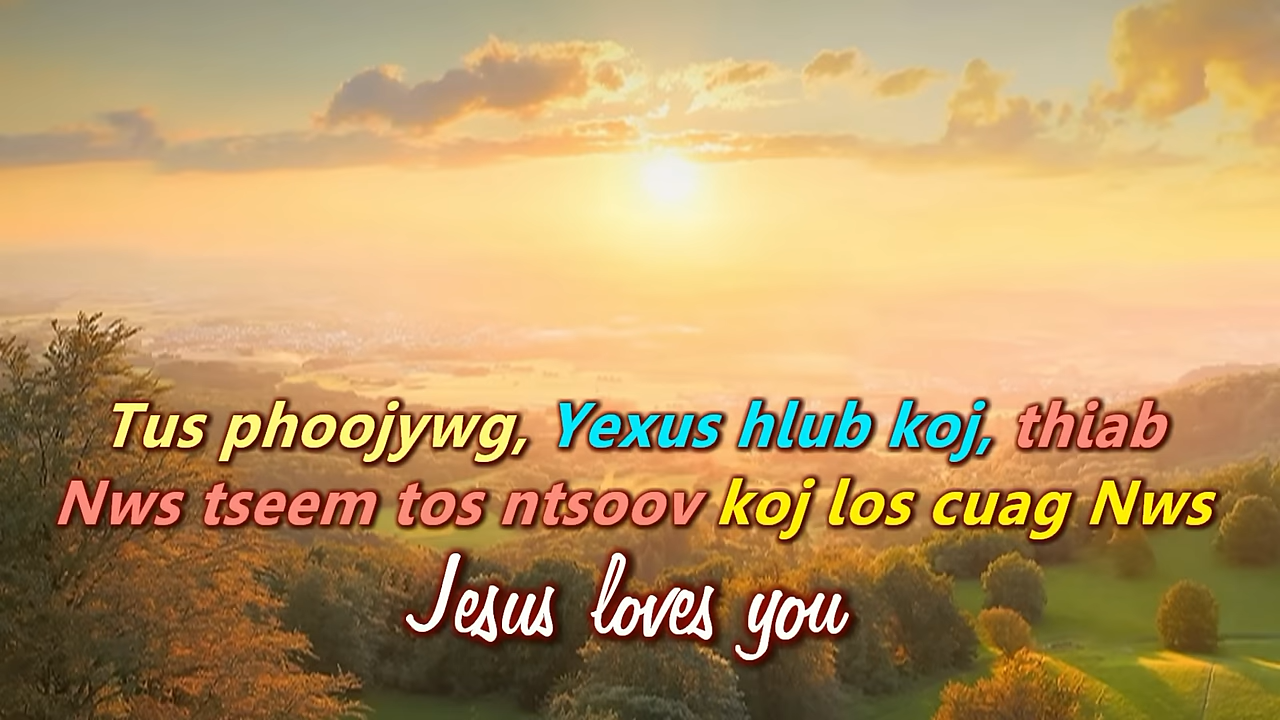 Tus phoojywg, Yexus hlub koj, thiab
Nws tseem tos ntsoov koj los cuag Nws
Jesus loves you